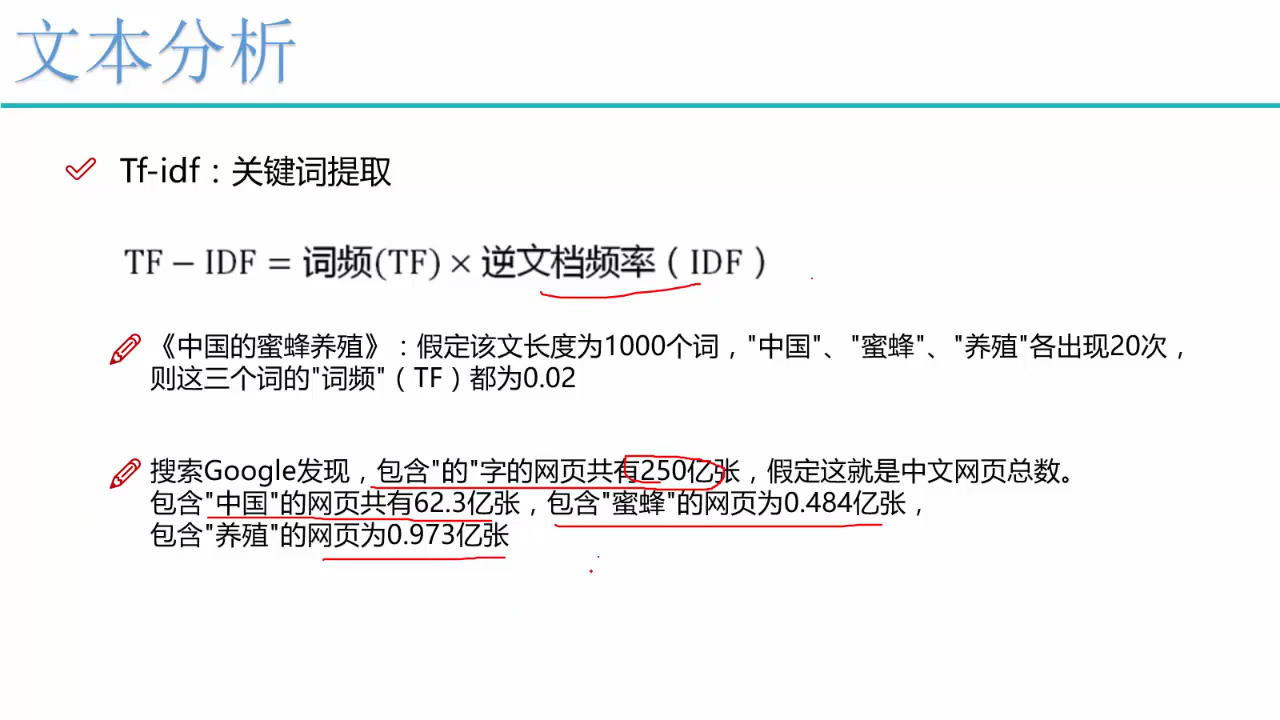 文本分析
Tf-idf：关键词提取
TF − IDF = 词频(TF) × 逆文档频率（IDF）
《中国的蜜蜂养殖》：假定该文长度为1000个词，"中国"、"蜜蜂"、"养殖"各出现20次，
则这三个词的"词频"（TF）都为0.02
搜索Google发现，包含"的"字的网页共有250亿张，假定这就是中文网页总数。
包含"中国"的网页共有62.3亿张，包含"蜜蜂"的网页为0.484亿张，
包含"养殖"的网页为0.973亿张